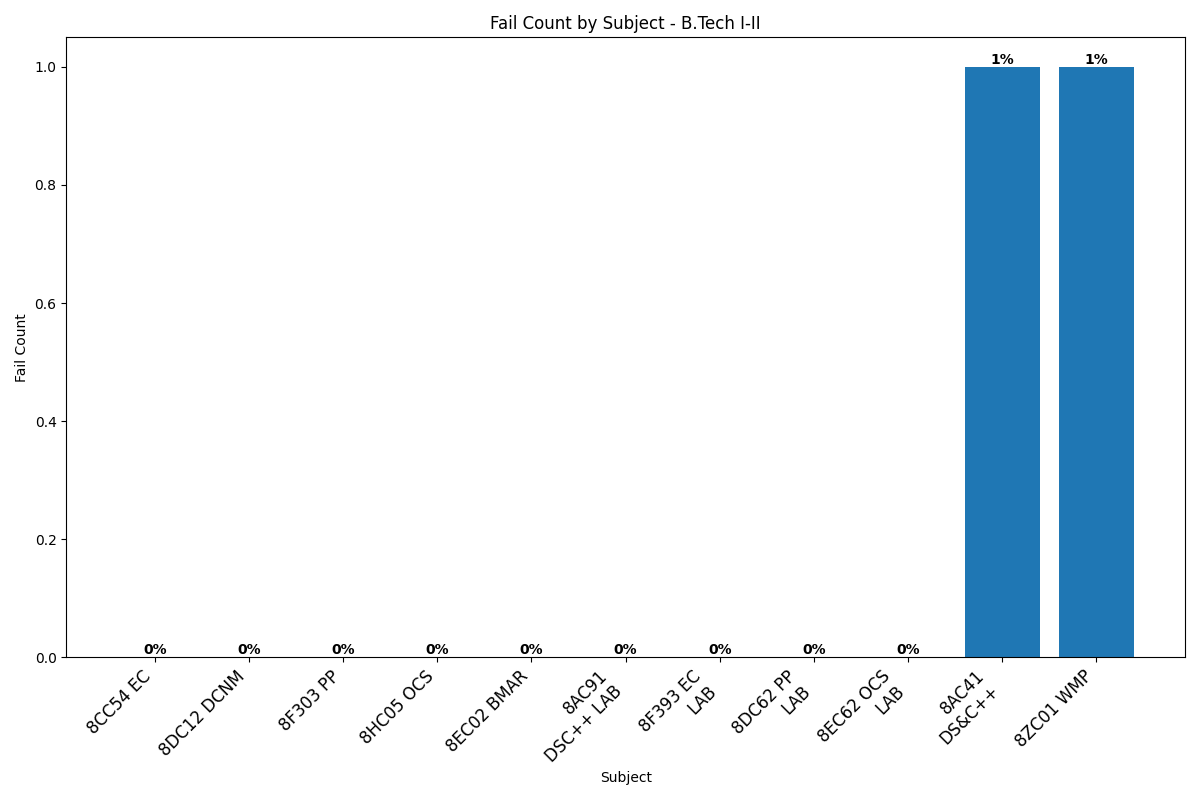 Fail Count by Subject - B.Tech I-II
1.0
0.8
0.6
0.4
0.2
0.0
Fail Count
0%
0%
0%
0%
0%
0%
0%
0%
0%
1%
1%
8CC54 EC
8DC12 DCNM
8F303 PP
8HC05 OCS
8EC02 BMAR
8AC91
DSC++ LAB
8F393 EC
LAB
8DC62 PP
LAB
8EC62 OCS
LAB
8AC41
DS&C++
8ZC01 WMP
Subject